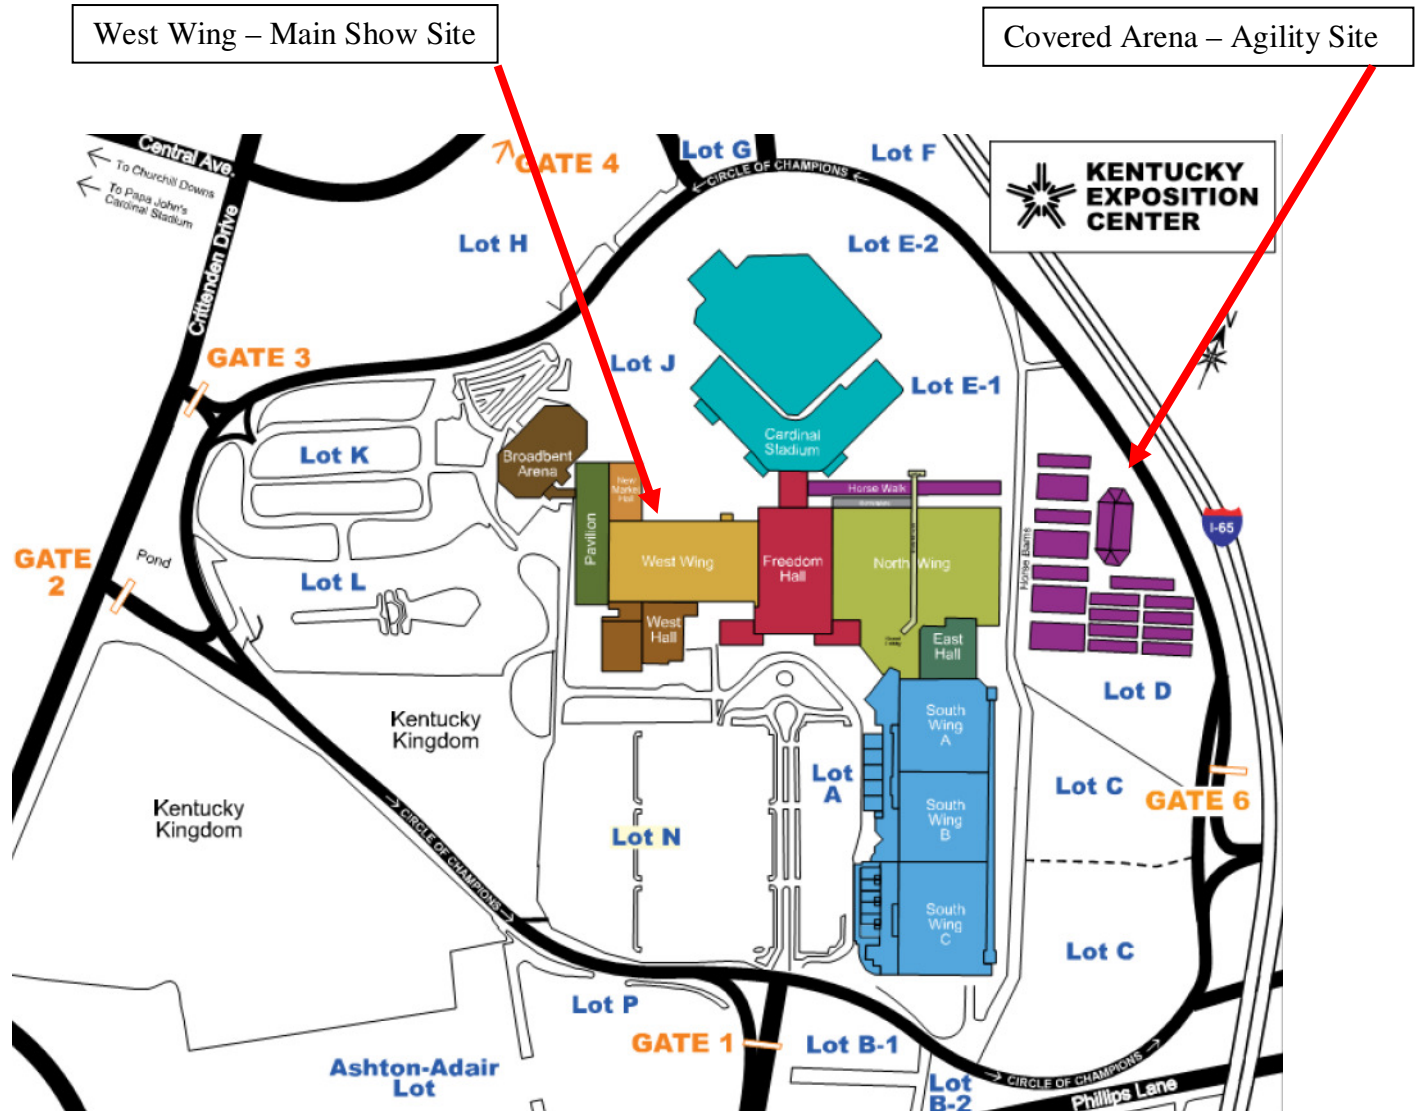 West Wing – Main Show Site
Covered Arena – Agility Site
Central Ave.
To Churchill Downs
To Papa John's
Cardinal Stadium
Crittenden Drive
GATE 4
Lot G
Lot F
CIRCLE OF CHAMPIONS
KENTUCKY
EXPOSITION
CENTER
Lot H
Lot E-2
GATE 3
Lot J
Lot E-1
Cardinal
Stadium
Lot K
Broadbent
Arena
New
Market
Hall
Horse Walk
I-65
GATE
2
Pond
Lot L
Pavilion
West Wing
Freedom
Hall
North Wing
Horse Barns
West
Hall
East
Hall
Lot D
Kentucky
Kingdom
South
Wing
A
Lot
A
Lot C
GATE 6
Kentucky
Kingdom
CIRCLE OF CHAMPIONS
Lot N
South
Wing
B
South
Wing
C
Lot C
Lot P
GATE 1
Lot B-1
Ashton-Adair
Lot
Lot
B-2
CIRCLE OF CHAMPIONS
Phillips Lane